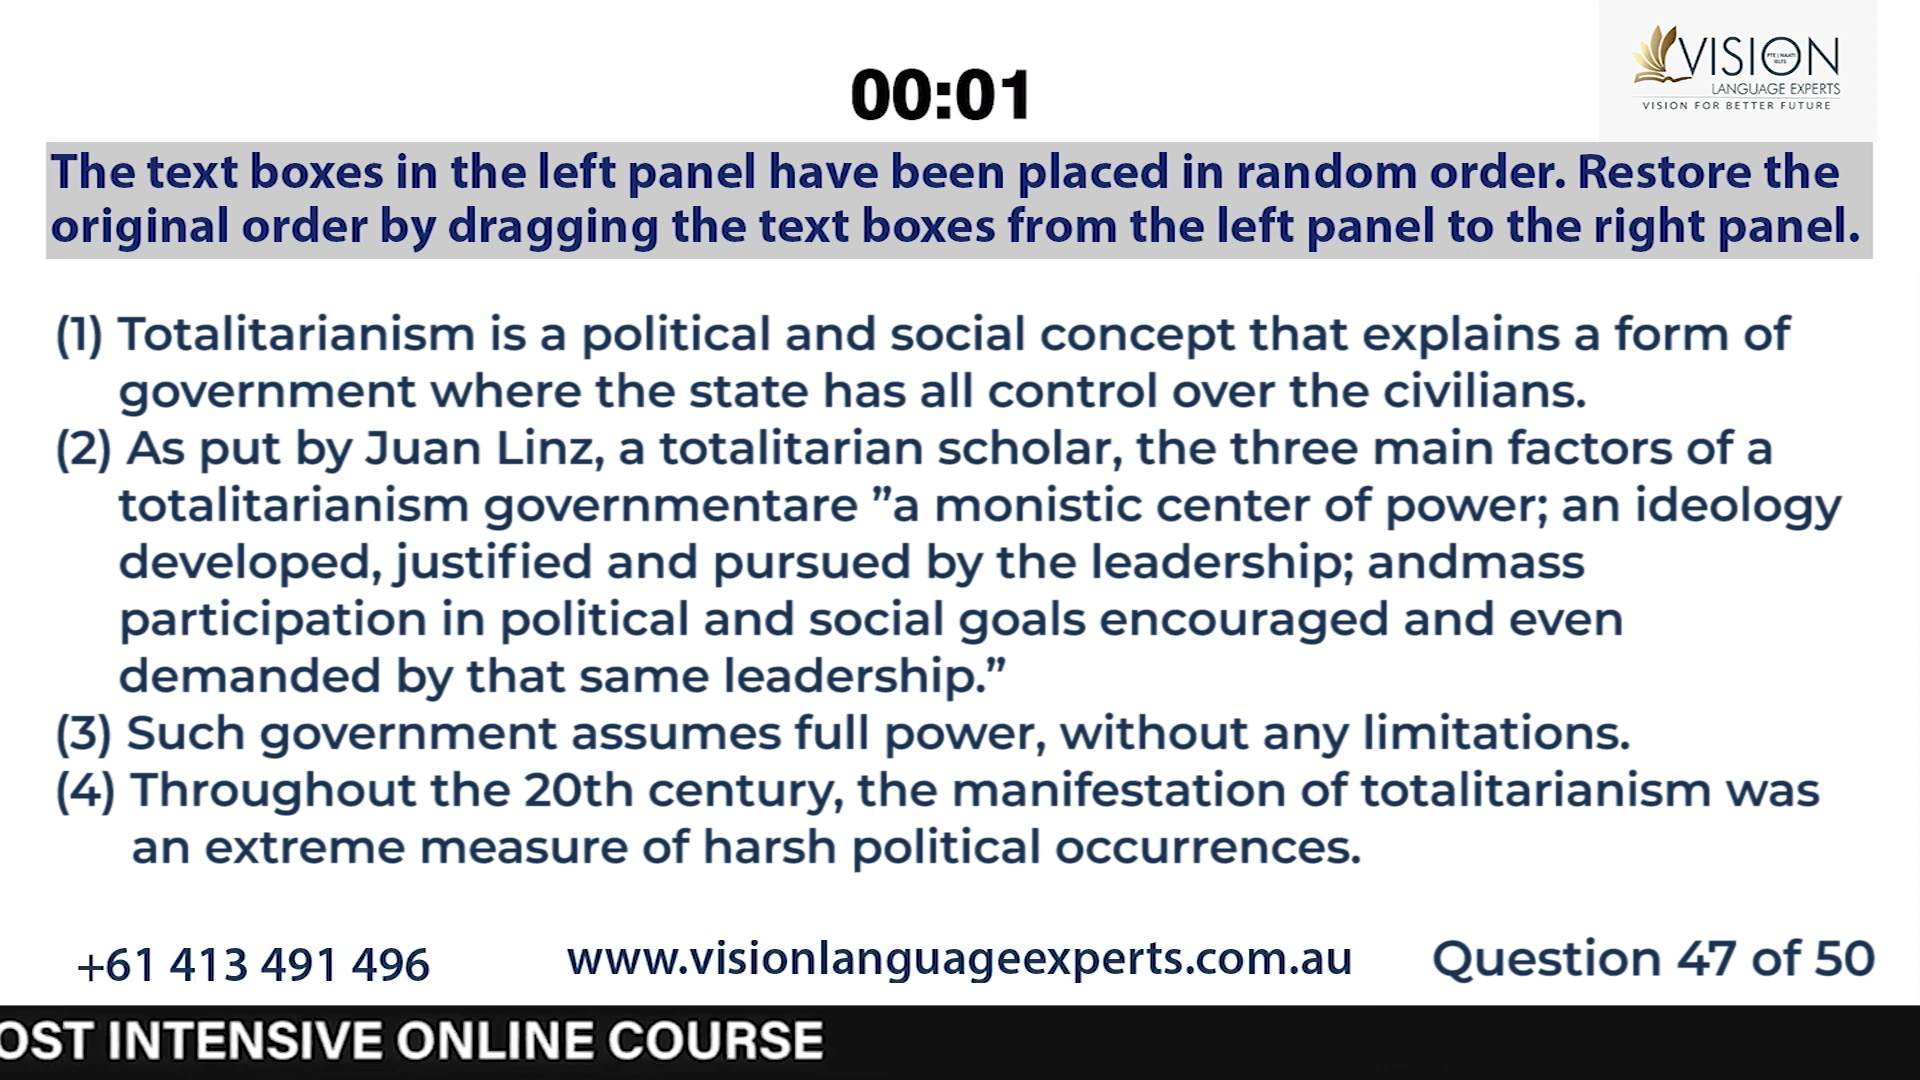 00:01
VISION
PTE | NAATI
IELTS
LANGUAGE EXPERTS
VISION FOR BETTER FUTURE
The text boxes in the left panel have been placed in random order. Restore the
original order by dragging the text boxes from the left panel to the right panel.
(1) Totalitarianism is a political and social concept that explains a form of
government where the state has all control over the civilians.
(2) As put by Juan Linz, a totalitarian scholar, the three main factors of a
totalitarianism governmentare ”a monistic center of power; an ideology
developed, justified and pursued by the leadership; andmass
participation in political and social goals encouraged and even
demanded by that same leadership.”
(3) Such government assumes full power, without any limitations.
(4) Throughout the 20th century, the manifestation of totalitarianism was
an extreme measure of harsh political occurrences.
+61 413 491 496
www.visionlanguageexperts.com.au
Question 47 of 50
OST INTENSIVE ONLINE COURSE